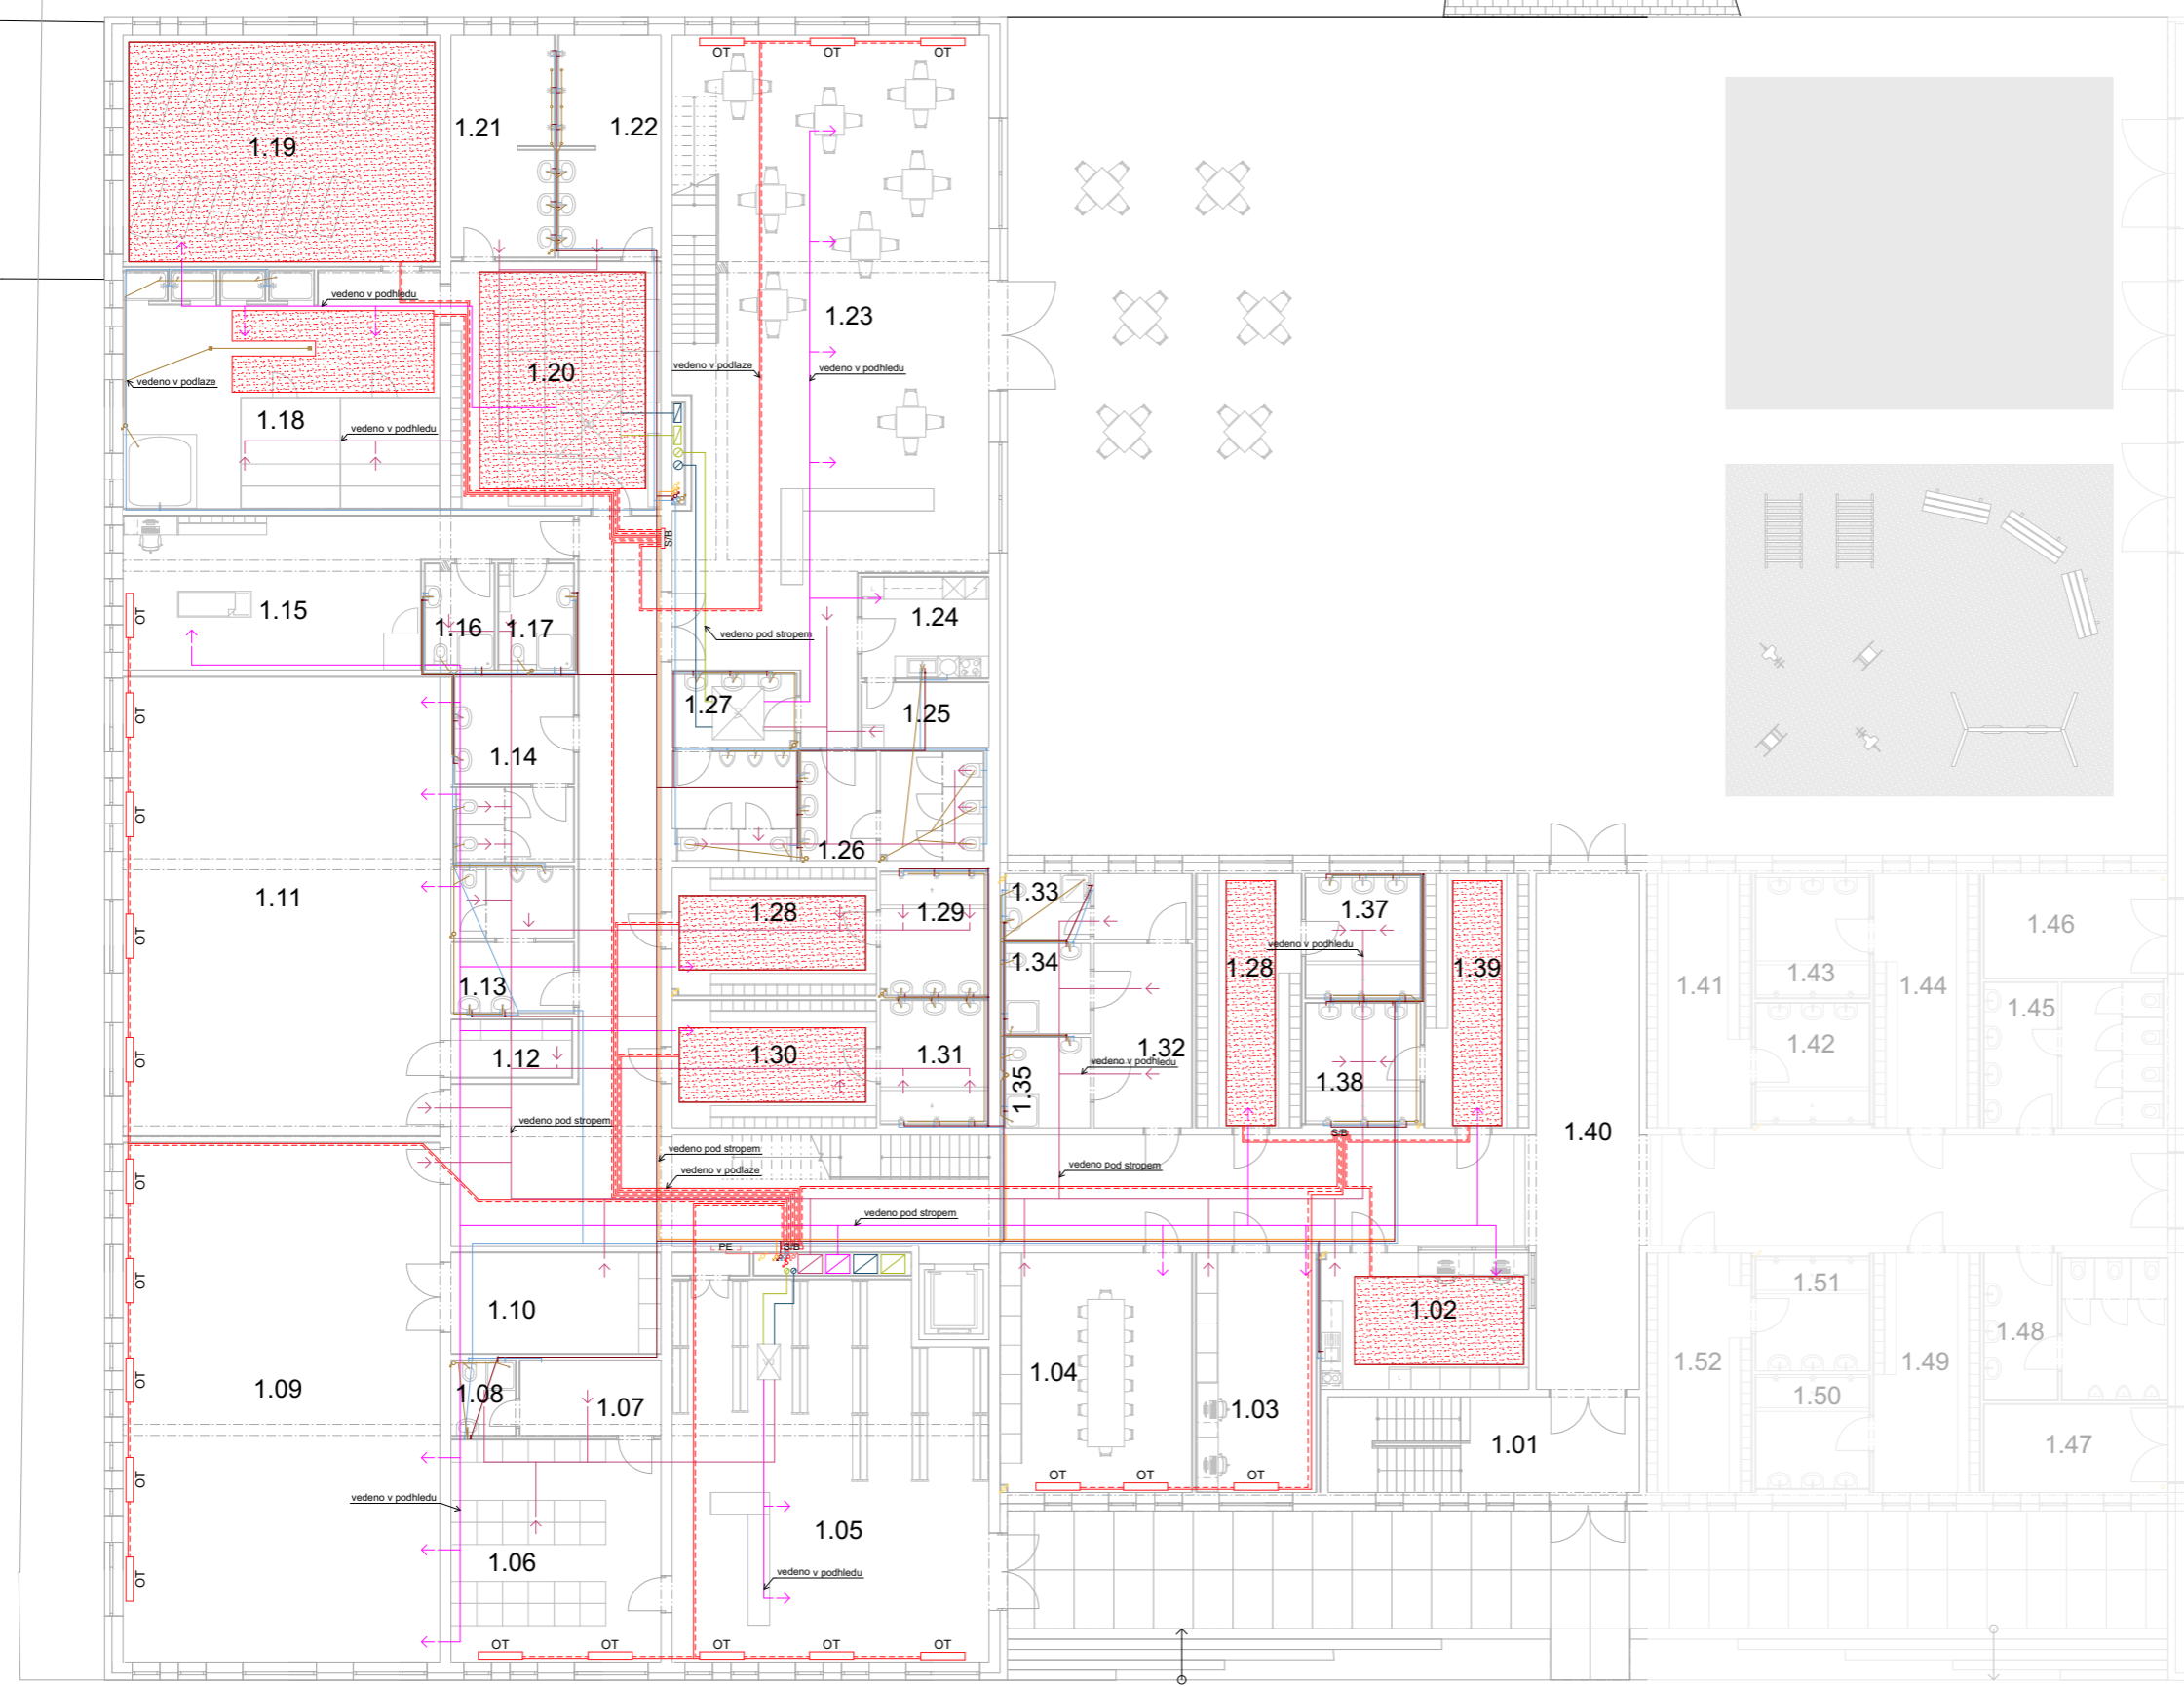 OT OT OT
1.21 1.22
1.19
vedeno v podhledu
1.23
vedeno v podlaze
vedeno v podhledu
1.20
vedeno v podlaze
1.18
vedeno v podhledu
S/B
OT
1.15
1.16 1.17
1.24
vedeno pod stropem
OT
1.27
1.25
1.14
OT
1.26
1.11
1.28
1.29
1.33
1.37
OT
vedeno v podhledu
1.34
1.28
1.39
1.46
1.43
1.41
1.44
1.13
1.45
OT
1.12
1.30
1.31
1.32
vedeno v podhledu
1.35
1.38
1.42
vedeno pod stropem
S/B
1.40
vedeno pod stropem
vedeno v podlaze
vedeno pod stropem
OT
vedeno pod stropem
PE
S/B
OT
1.10
1.02
1.51
1.48
1.52
1.49
1.04
1.09
OT
1.08
1.07
1.03
1.50
1.01
1.47
OT
OT OT OT
vedeno v podhledu
1.05
1.06
vedeno v podhledu
OT
OT OT OT OT OT